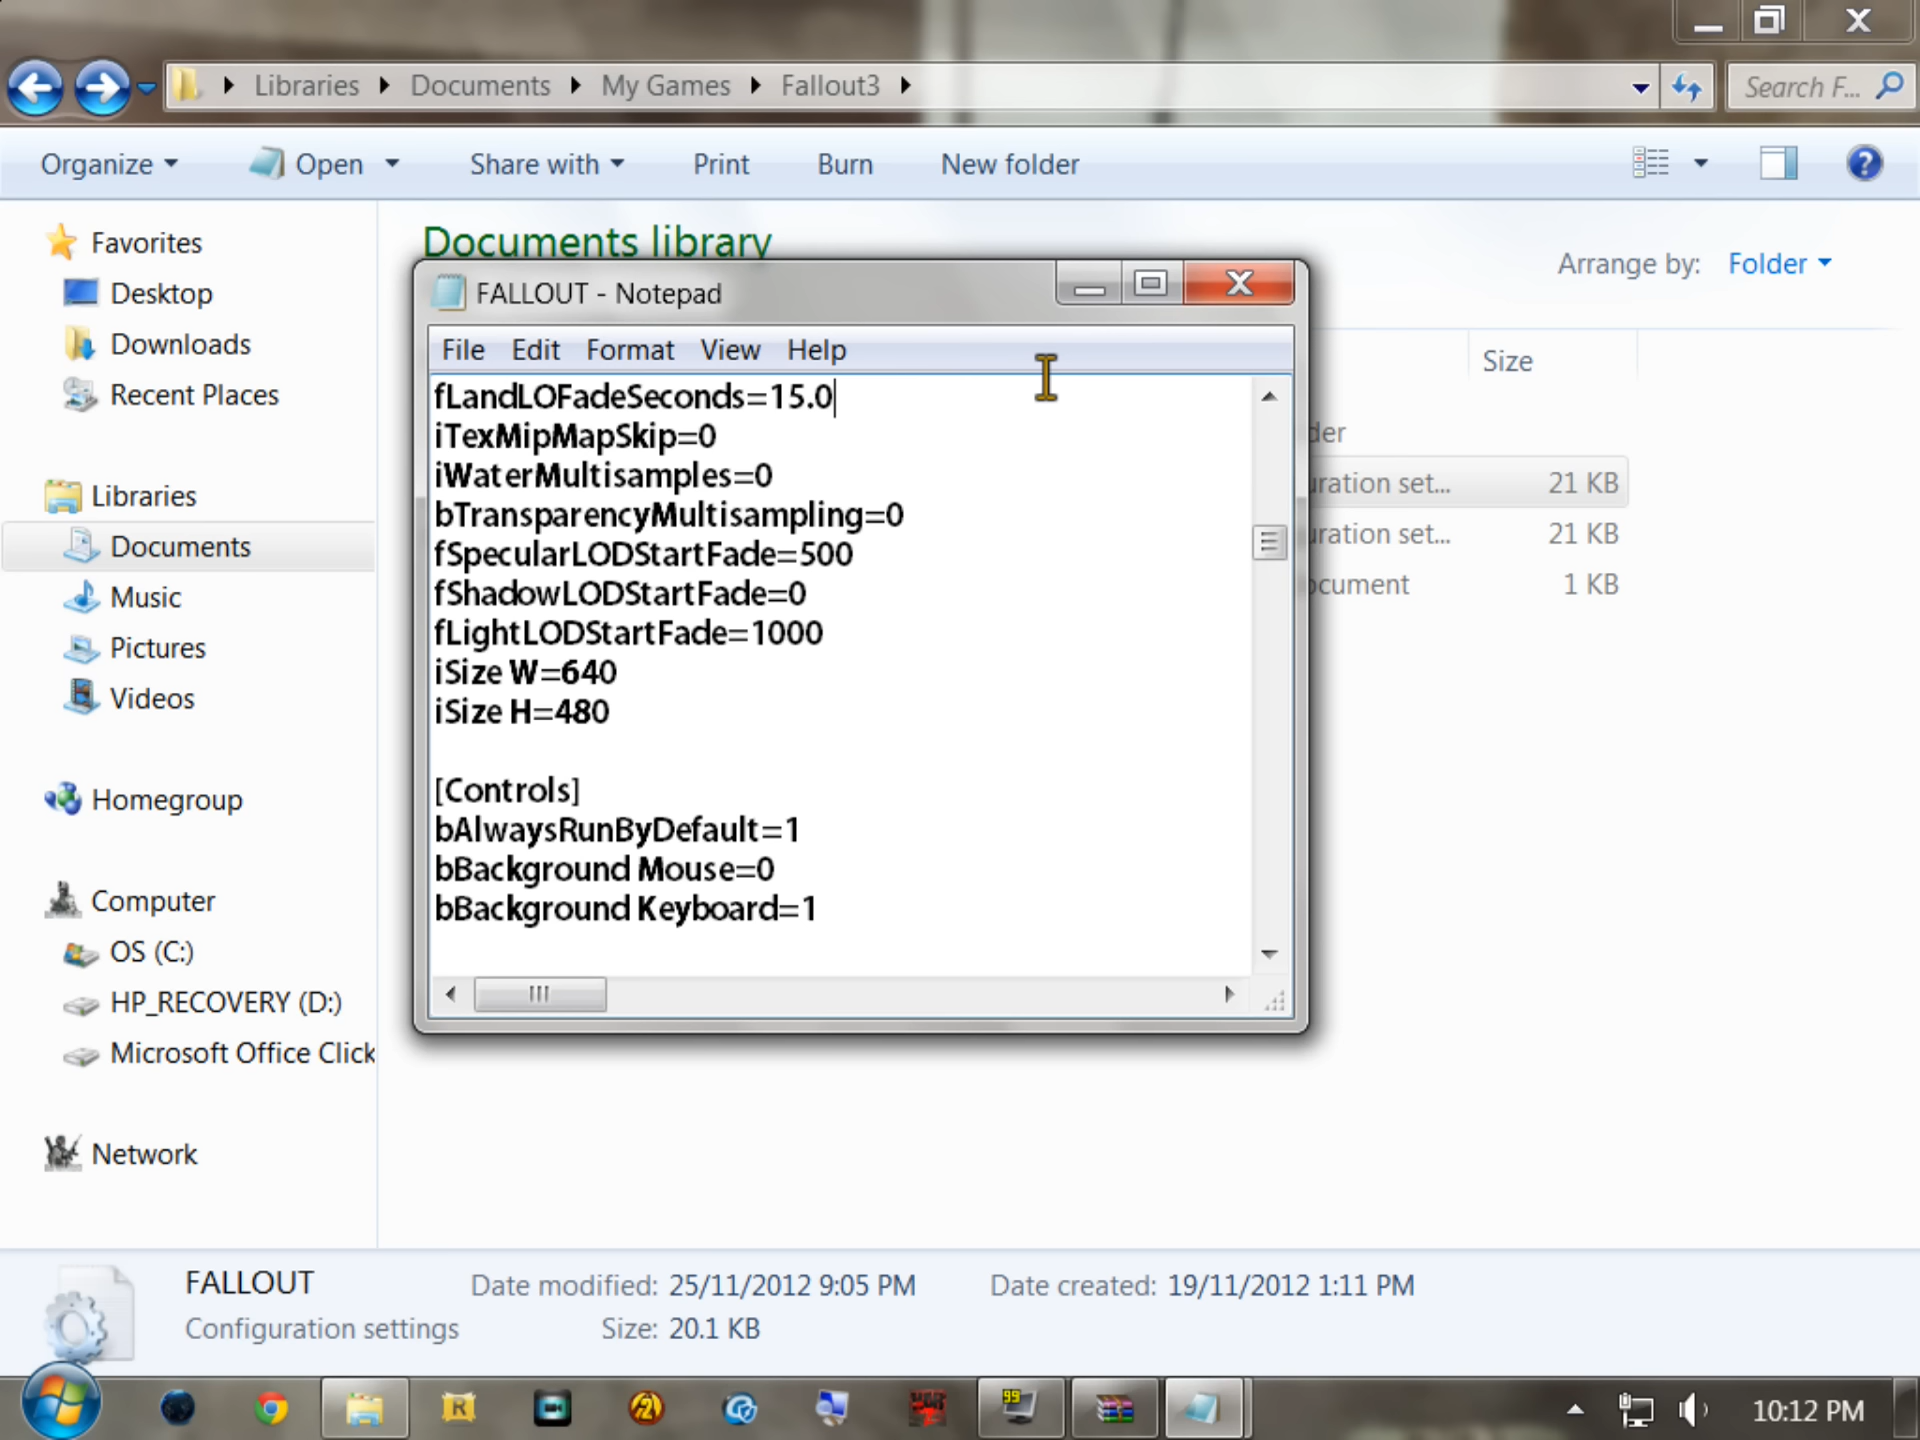 Libraries Documents My Games Fallout3
Search F...
Organize Open Share with Print Burn New folder
Documents library
Arrange by: Folder
Size
der
uration set... 21 KB
uration set... 21 KB
ocument 1 KB
Favorites
Desktop
Downloads
Recent Places
Libraries
Documents
Music
Pictures
Videos
Homegroup
Computer
OS (C:)
HP_RECOVERY (D:)
Microsoft Office Click
Network
FALLOUT - Notepad
File Edit Format View Help
fLandLOFadeSeconds=15.0
iTexMipMapSkip=0
iWaterMultisamples=0
bTransparencyMultisampling=0
fSpecularLODStartFade=500
fShadowLODStartFade=0
fLightLODStartFade=1000
iSize W=640
iSize H=480
[Controls]
bAlwaysRunByDefault=1
bBackground Mouse=0
bBackground Keyboard=1
FALLOUT Date modified: 25/11/2012 9:05 PM Date created: 19/11/2012 1:11 PM
Configuration settings Size: 20.1 KB
99
10:12 PM